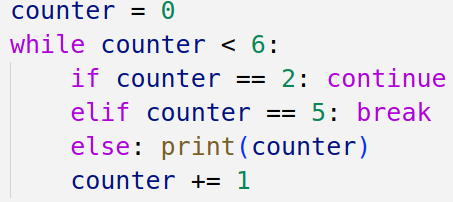 counter = 0
while counter < 6:
    if counter == 2: continue
    elif counter == 5: break
    else: print(counter)
    counter += 1